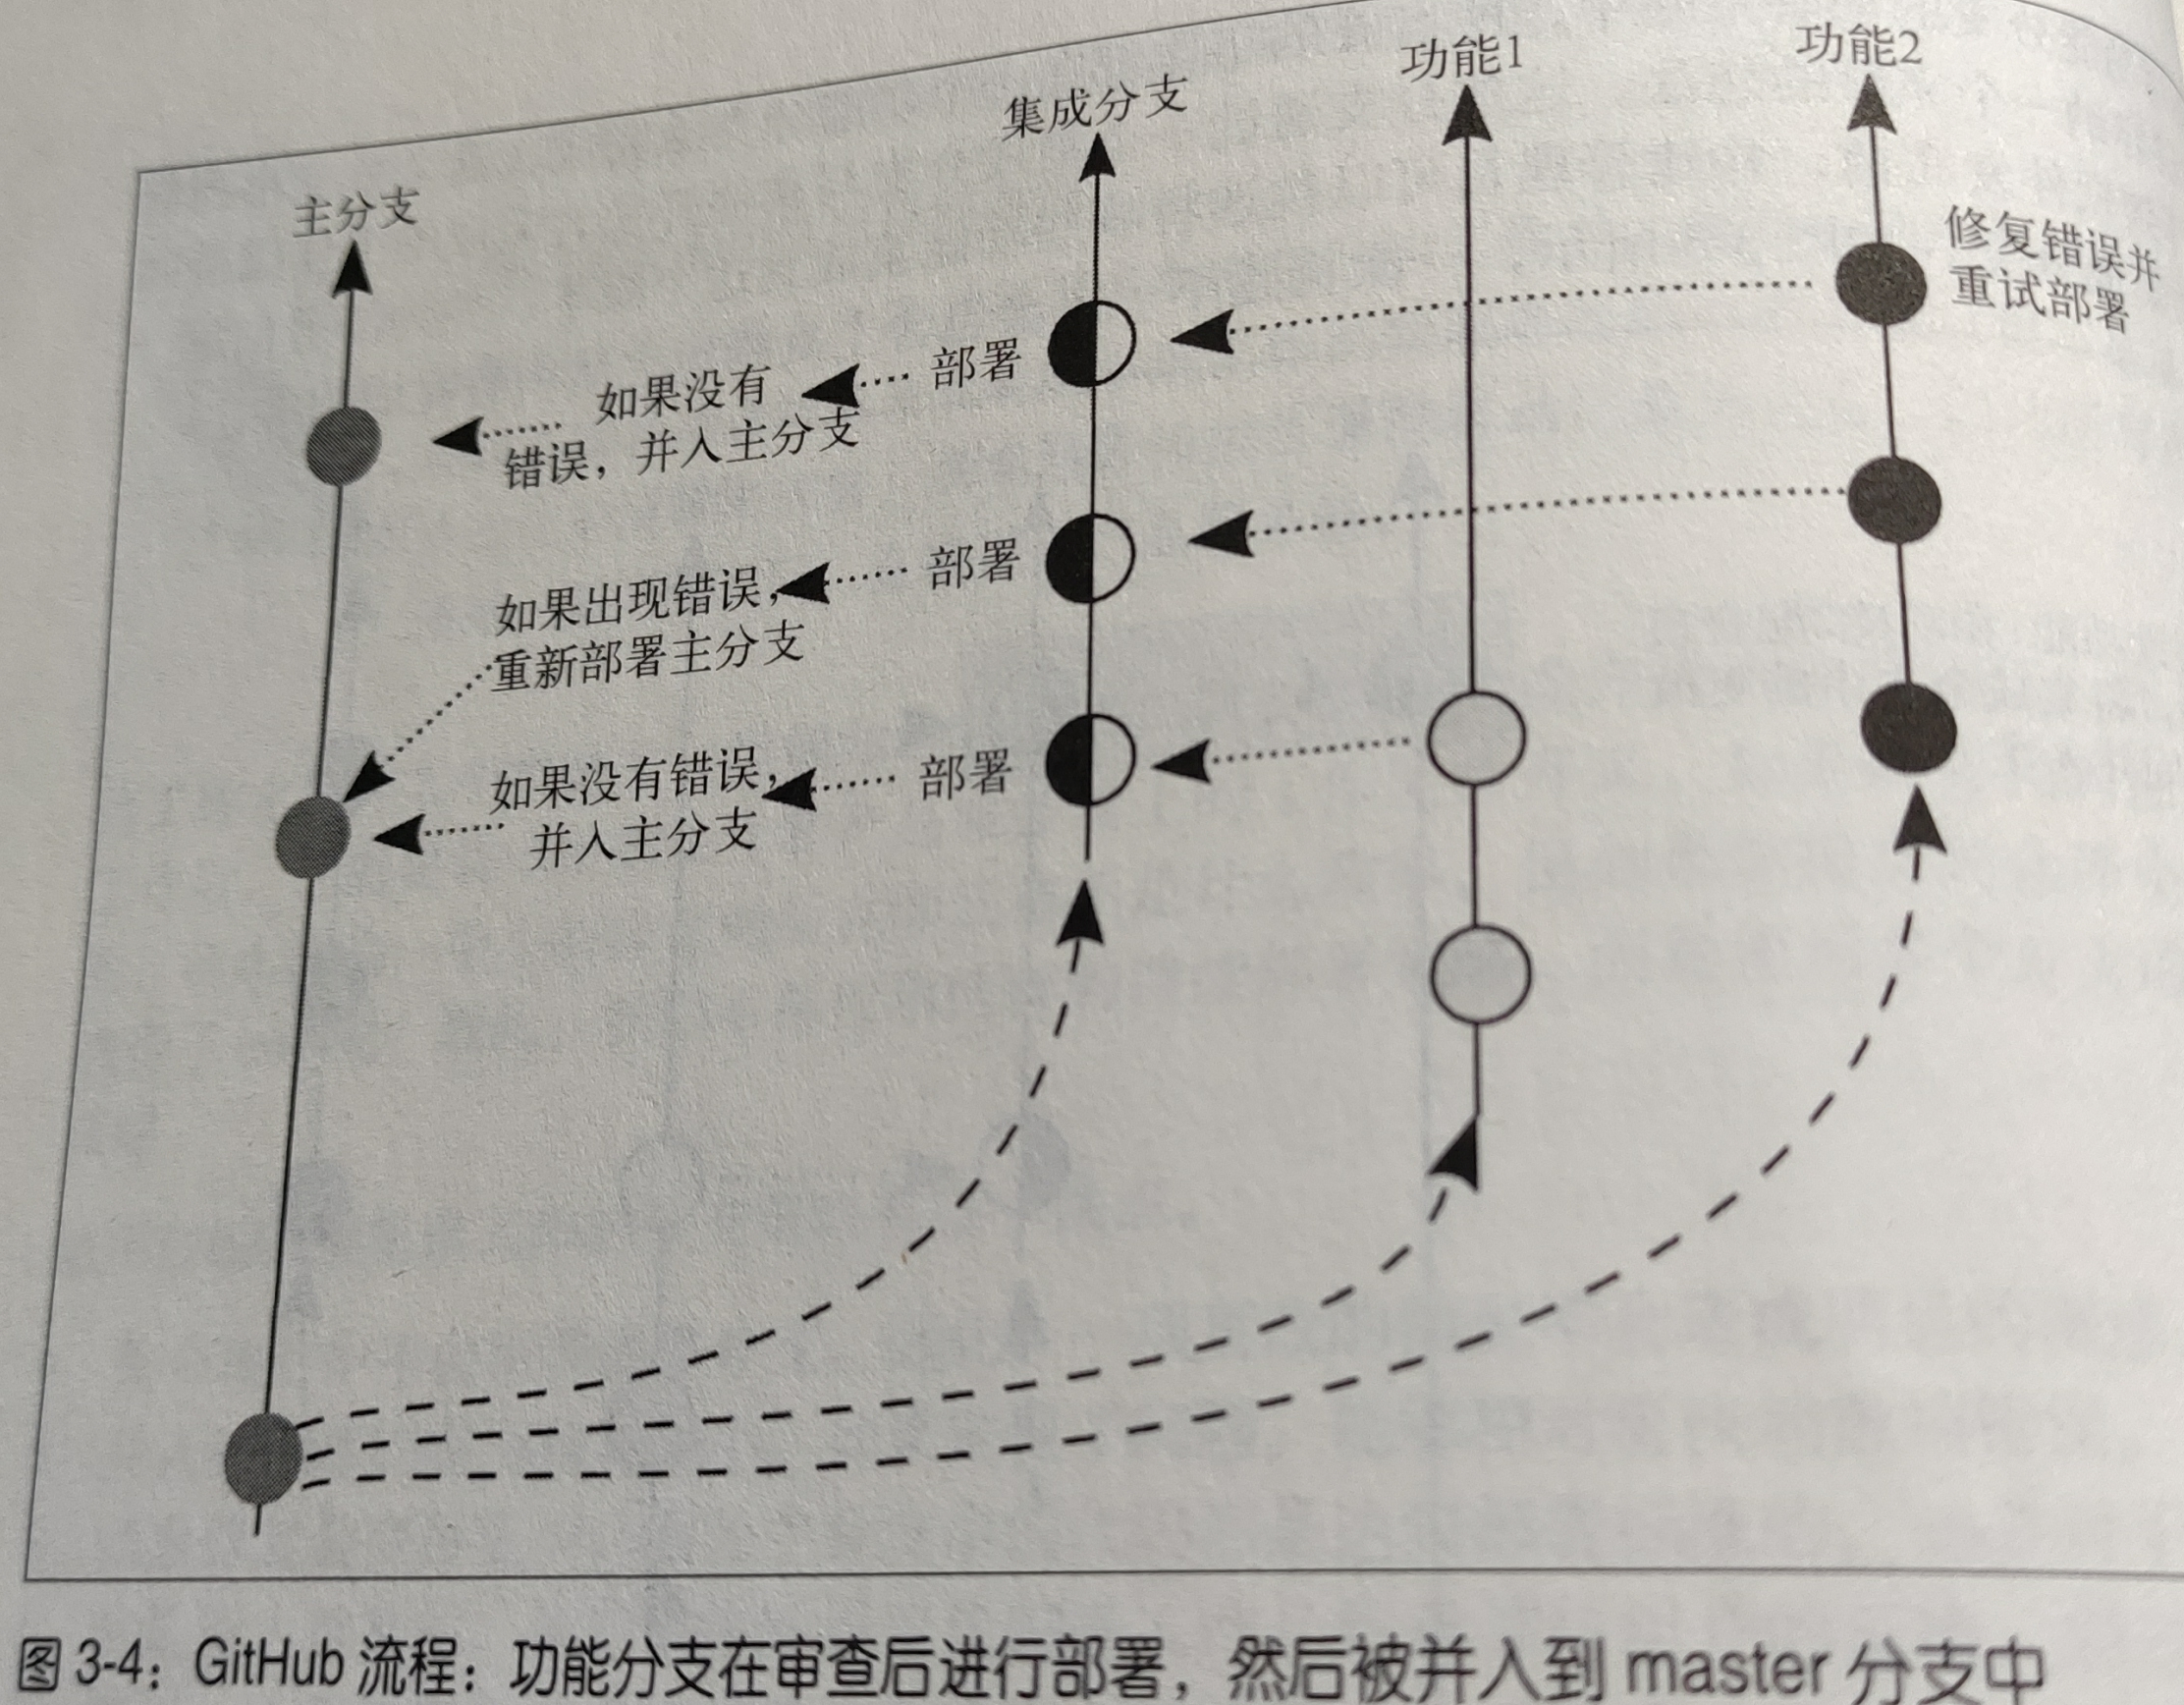 功能2
功能1
集成分支
主分支
修复错误并
重试部署
部署
如果没有
错误，并入主分支
部署
如果出现错误，
重新部署主分支
部署
如果没有错误，
并入主分支
图 3-4：GitHub 流程：功能分支在审查后进行部署，然后被并入到 master 分支中